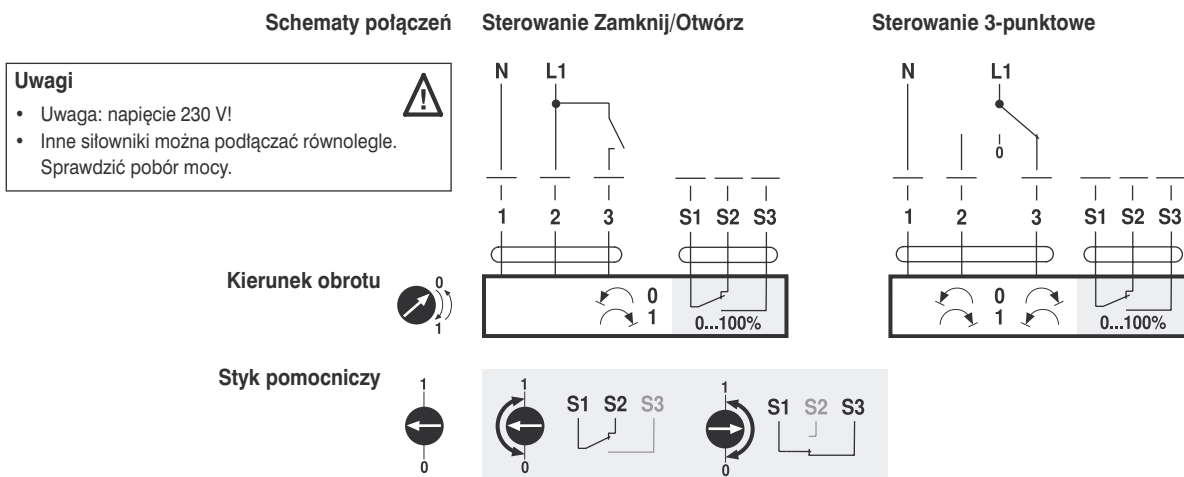 Schematy połączeń
Sterowanie Zamknij/Otwórz
Sterowanie 3-punktowe
Uwagi
• Uwaga: napięcie 230 V!
• Inne siłowniki można podłączać równolegle.
Sprawdzić pobór mocy.
N L1
1 2 3 S1 S2 S3
0
1
0...100%
N L1
0
1 2 3 S1 S2 S3
0
1
0...100%
Kierunek obrotu
0
1
Styk pomocniczy
1
0
1
0
S1 S2 S3
1
0
S1 S2 S3